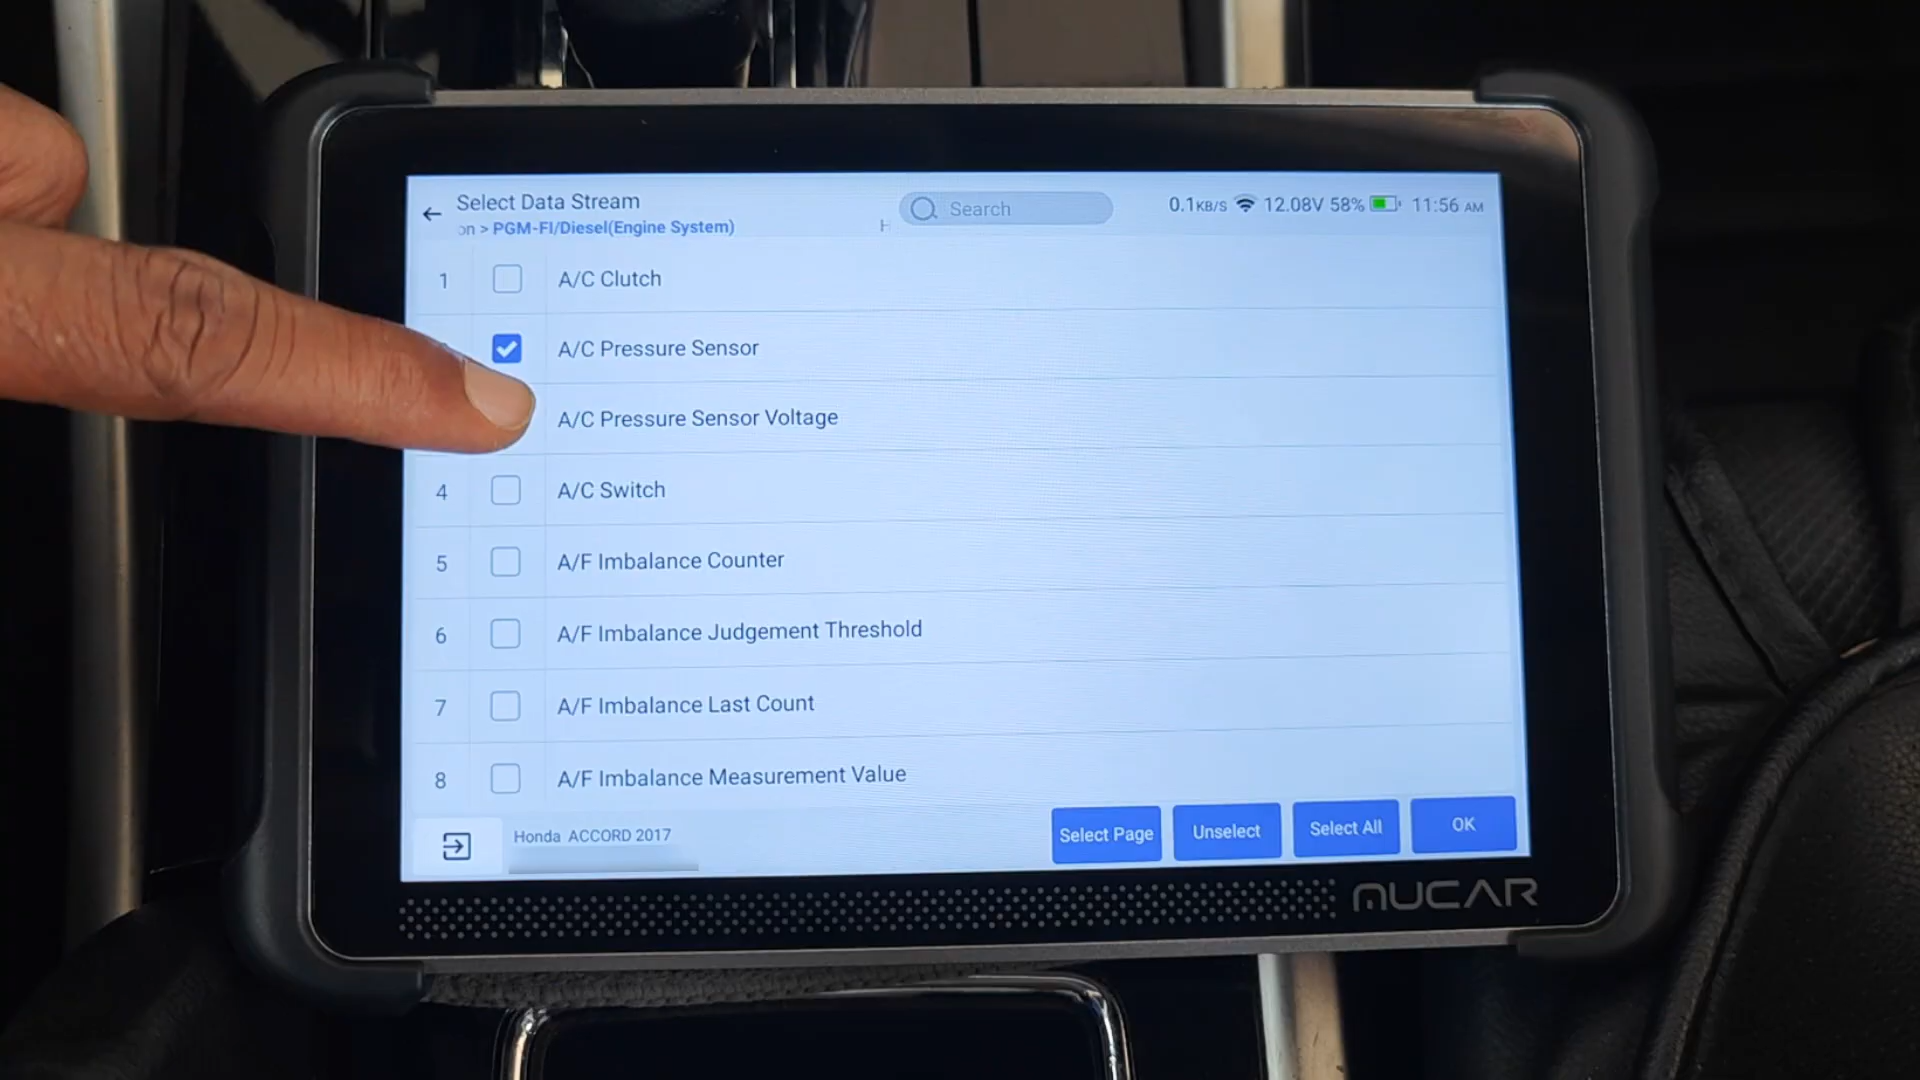 Select Data Stream
on > PGM-FI/Diesel(Engine System)
H
Search
0.1KB/S 12.08V 58% 11:56 AM
1 A/C Clutch
A/C Pressure Sensor
A/C Pressure Sensor Voltage
4 A/C Switch
5 A/F Imbalance Counter
6 A/F Imbalance Judgement Threshold
7 A/F Imbalance Last Count
8 A/F Imbalance Measurement Value
Honda ACCORD 2017
Select Page
Unselect
Select All
OK
MUCAR